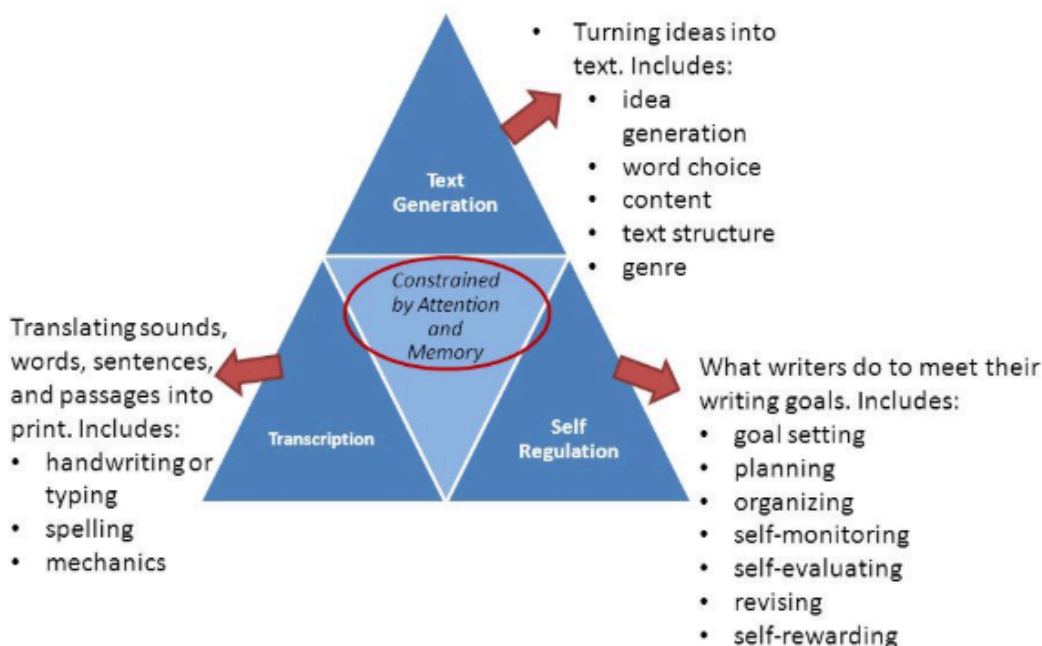 • Turning ideas into
text. Includes:
• idea
generation
• word choice
• content
• text structure
• genre
Text
Generation
Constrained
by Attention
and
Memory
Translating sounds,
words, sentences,
and passages into
print. Includes:
• handwriting or
typing
• spelling
• mechanics
Transcription
Self
Regulation
What writers do to meet their
writing goals. Includes:
• goal setting
• planning
• organizing
• self-monitoring
• self-evaluating
• revising
• self-rewarding